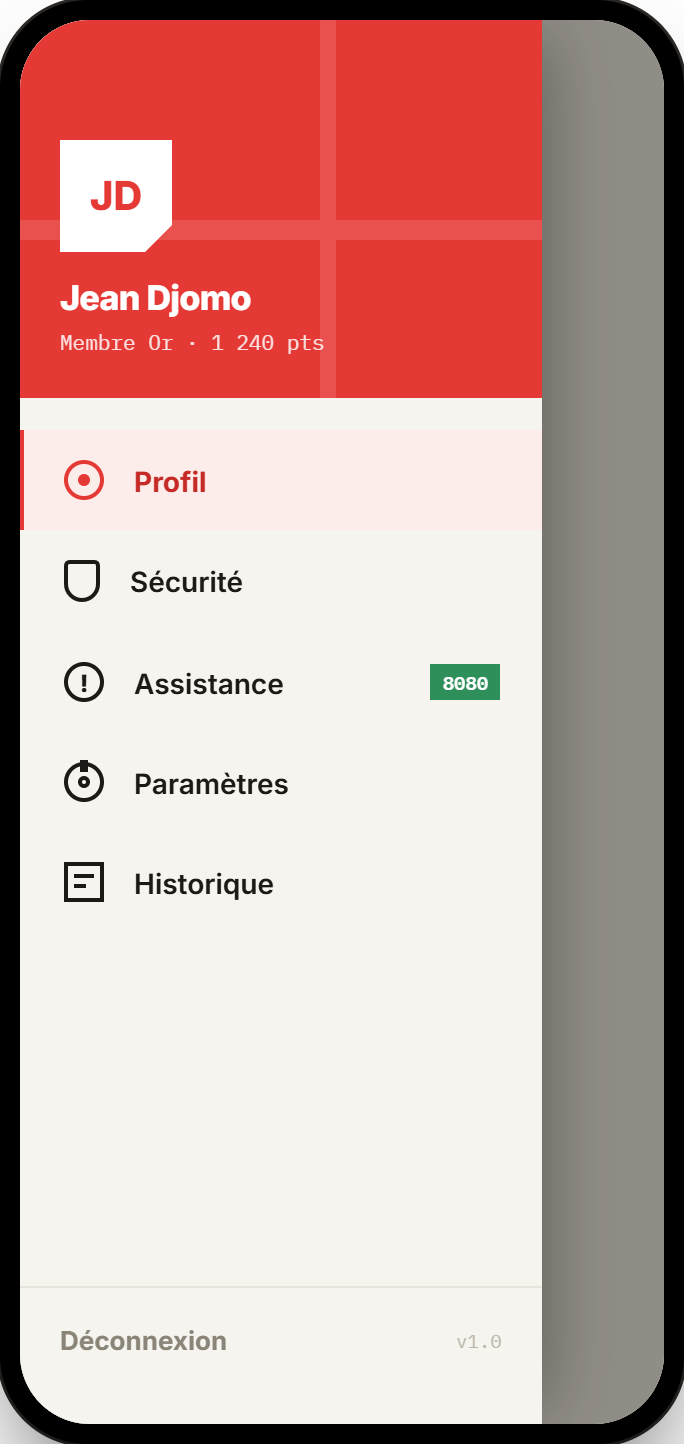 JD
Jean Djomo
Membre Or · 1 240 pts
Profil
Sécurité
Assistance 8080
Paramètres
Historique
Déconnexion v1.0